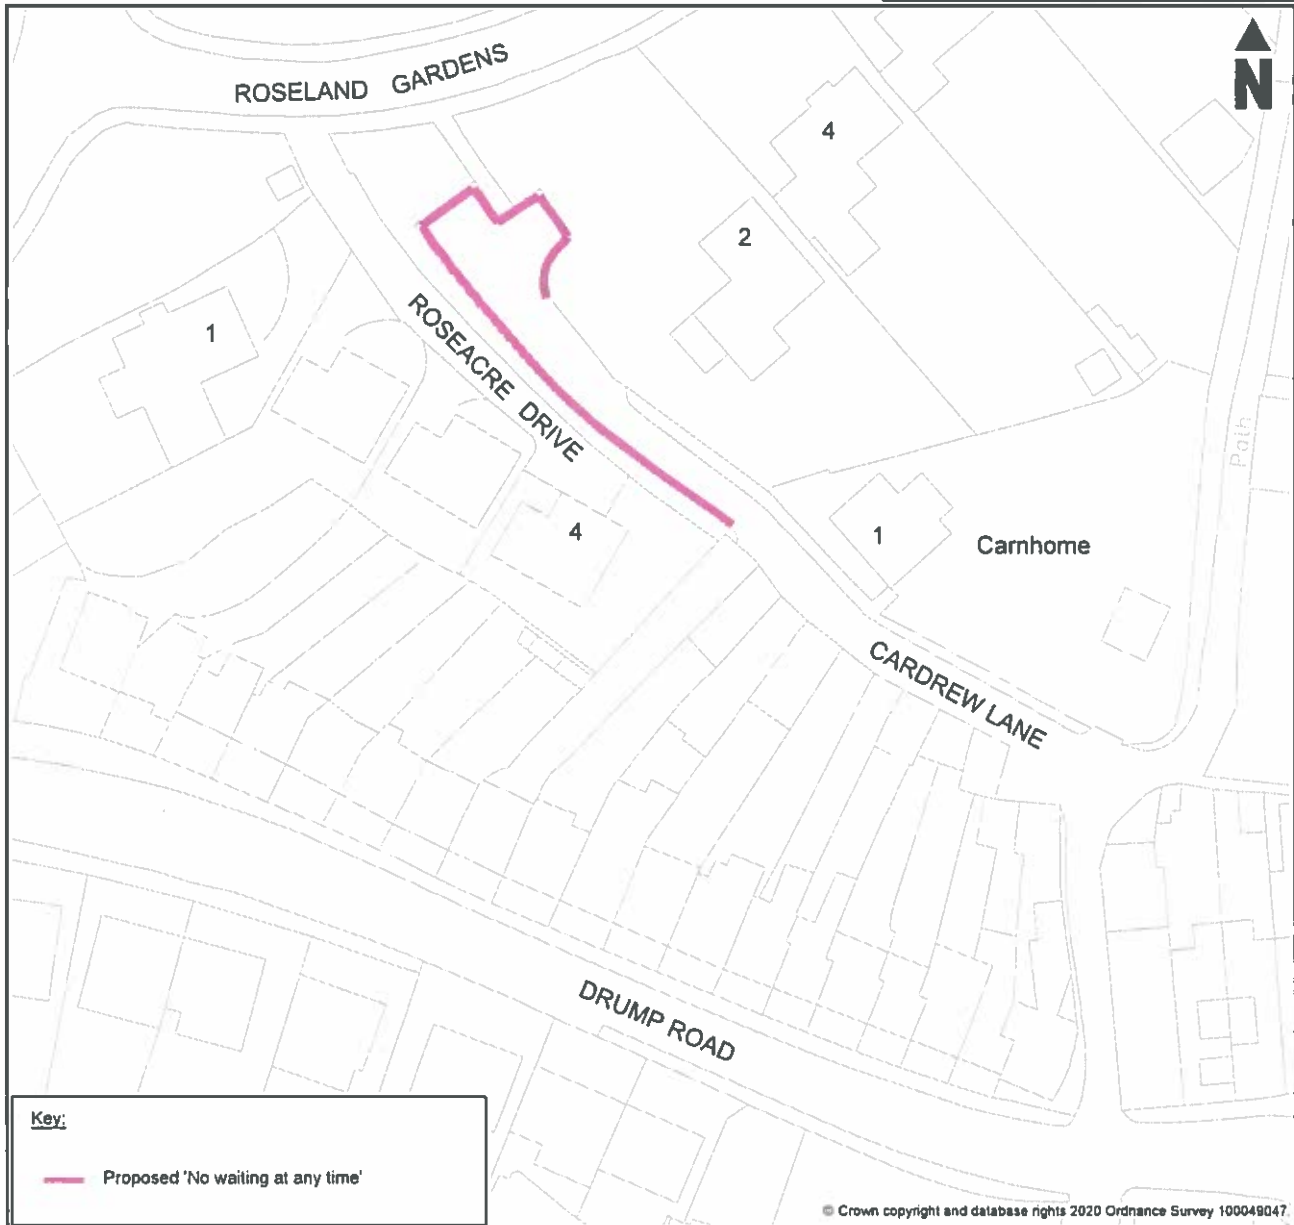 N
ROSELAND GARDENS
4
2
1
ROSEACRE DRIVE
Path
4
1
Carnhome
CARDREW LANE
DRUMP ROAD
Key:
Proposed 'No waiting at any time'
© Crown copyright and database rights 2020 Ordnance Survey 100049047